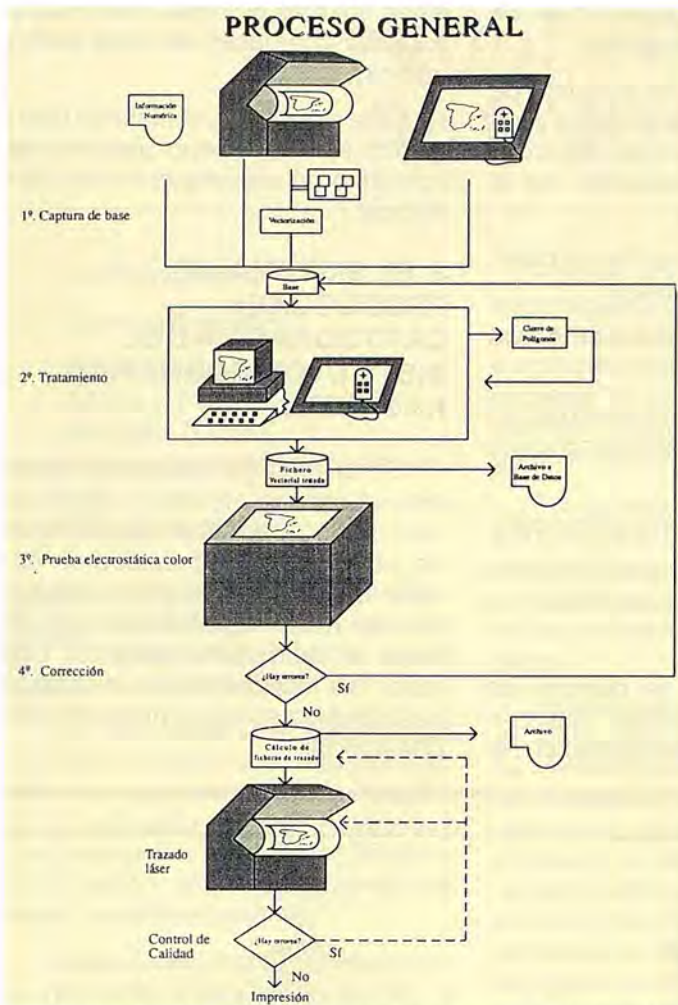 PROCESO GENERAL
Información
Numérica
1º. Captura de base
Vectorización
Base
Cierre de
Polígonos
2º. Tratamiento
Fichero
Vectorial tratado
Archivo a
Base de Datos
3º. Prueba electrostática color
4º. Corrección
¿Hay errores?
Sí
No
Cálculo de
ficheros de trazado
Archivo
Trazado
láser
Control de
Calidad
¿Hay errores?
Sí
No
Impresión